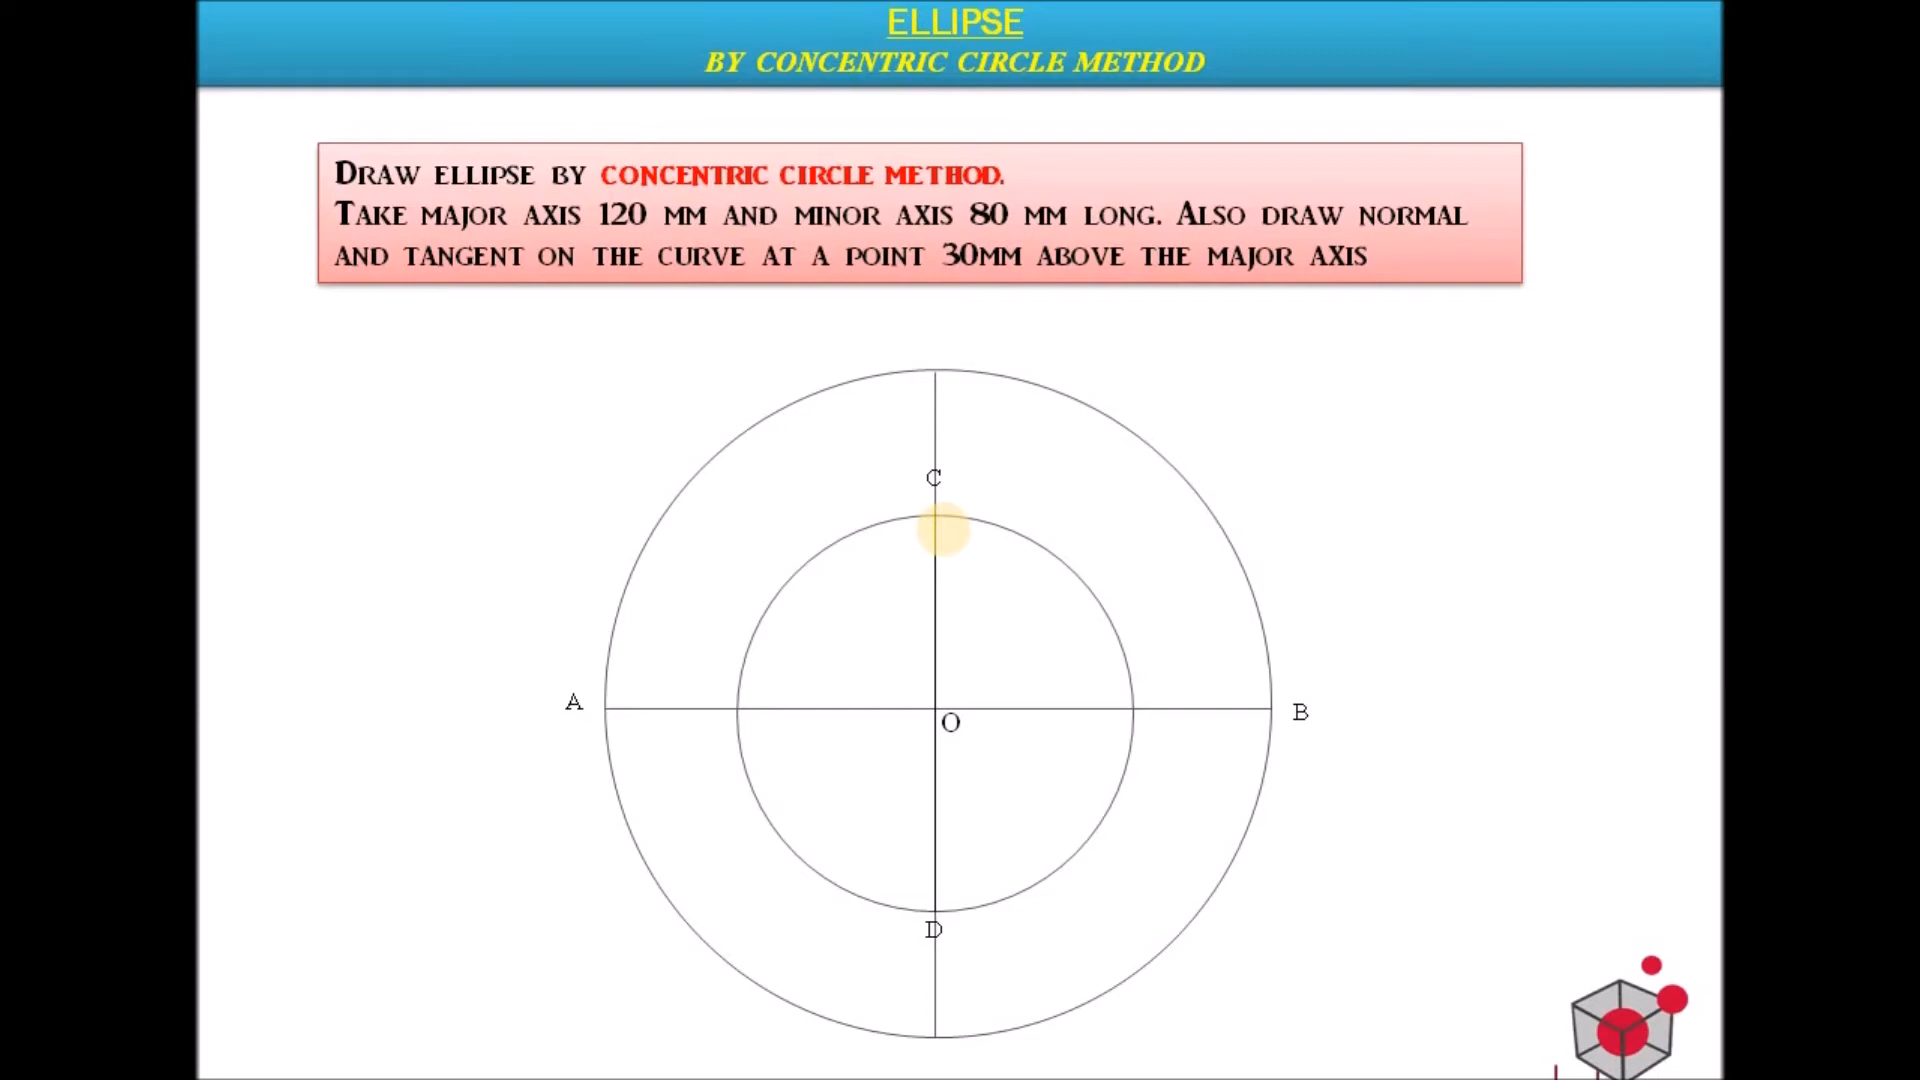 ELLIPSE
BY CONCENTRIC CIRCLE METHOD
DRAW ELLIPSE BY CONCENTRIC CIRCLE METHOD.
TAKE MAJOR AXIS 120 MM AND MINOR AXIS 80 MM LONG. ALSO DRAW NORMAL
AND TANGENT ON THE CURVE AT A POINT 30MM ABOVE THE MAJOR AXIS
C
A
B
O
D